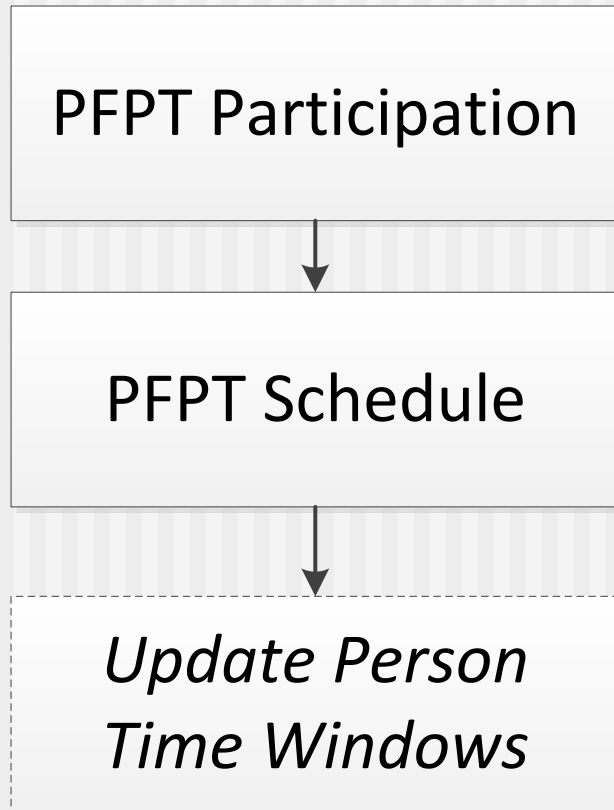 PFPT Participation
PFPT Schedule
Update Person
Time Windows